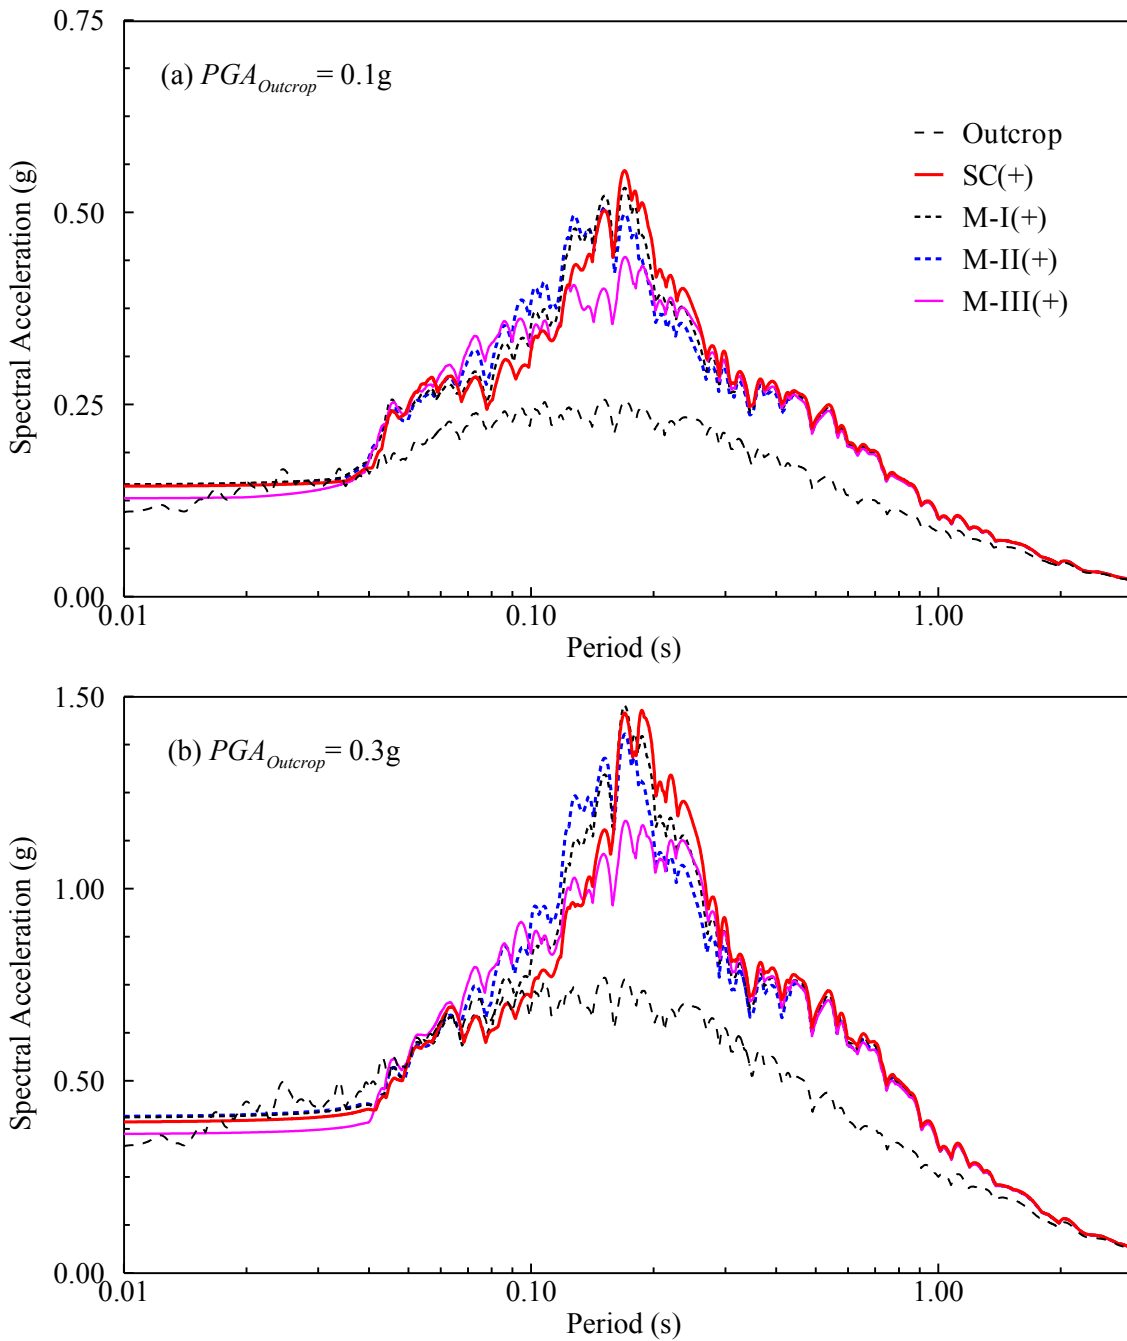 0.75
(a) PGA_Outcrop= 0.1g
Outcrop
SC(+)
M-I(+)
M-II(+)
M-III(+)
0.50
0.25
0.00
Spectral Acceleration (g)
0.01 0.10 1.00
Period (s)
1.50
(b) PGA_Outcrop= 0.3g
1.00
0.50
0.00
Spectral Acceleration (g)
0.01 0.10 1.00
Period (s)